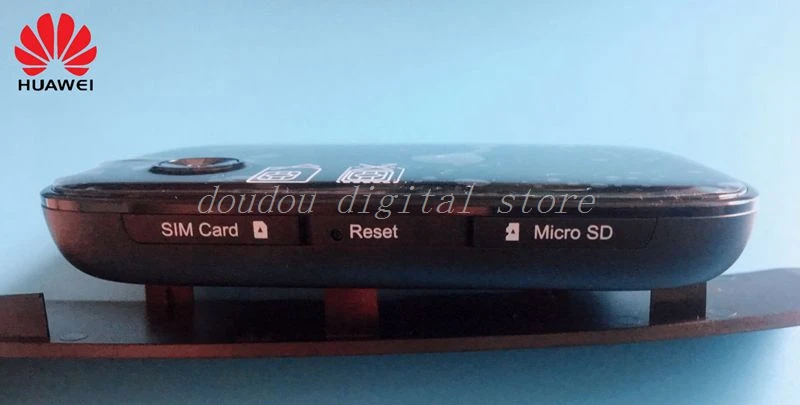 HUAWEI
doudou digital store
SIM Card
Reset
Micro SD